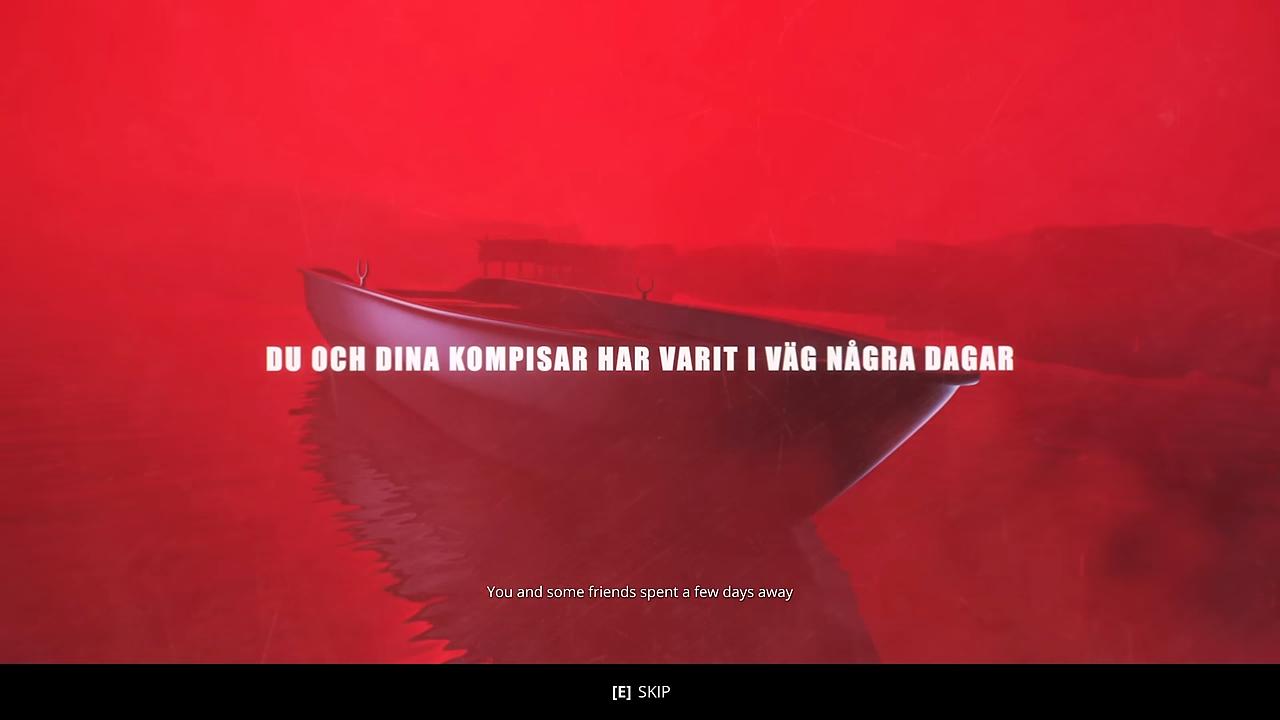 DU OCH DINA KOMPISAR HAR VARIT I VÄG NÅGRA DAGAR
You and some friends spent a few days away
[E] SKIP